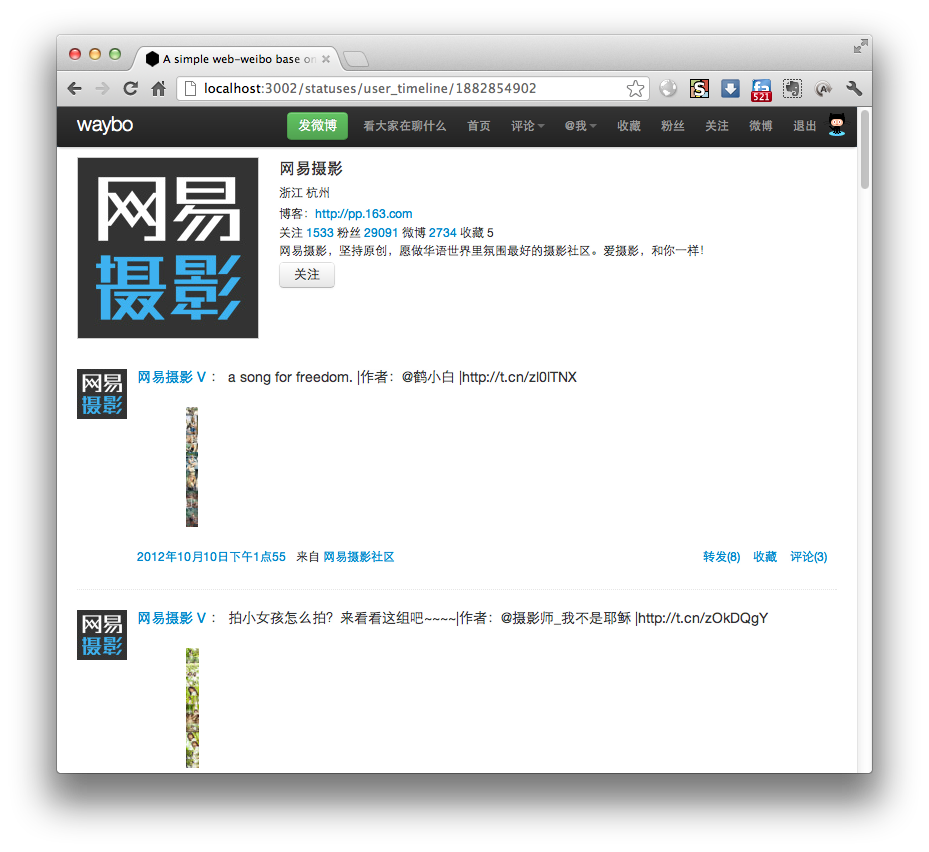 A simple web-weibo base on
localhost:3002/statuses/user_timeline/1882854902
521
waybo
发微博 看大家在聊什么 首页 评论 @我 收藏 粉丝 关注 微博 退出
网易
摄影
网易摄影
浙江 杭州
博客：http://pp.163.com
关注 1533 粉丝 29091 微博 2734 收藏 5
网易摄影，坚持原创，愿做华语世界里氛围最好的摄影社区。爱摄影，和你一样！
关注
网易
摄影
网易摄影 V： a song for freedom. |作者：@鹤小白 |http://t.cn/zl0lTNX
2012年10月10日下午1点55 来自 网易摄影社区 转发(8) 收藏 评论(3)
网易
摄影
网易摄影 V： 拍小女孩怎么拍？来看看这组吧~~~~|作者：@摄影师_我不是耶稣 |http://t.cn/zOkDQgY